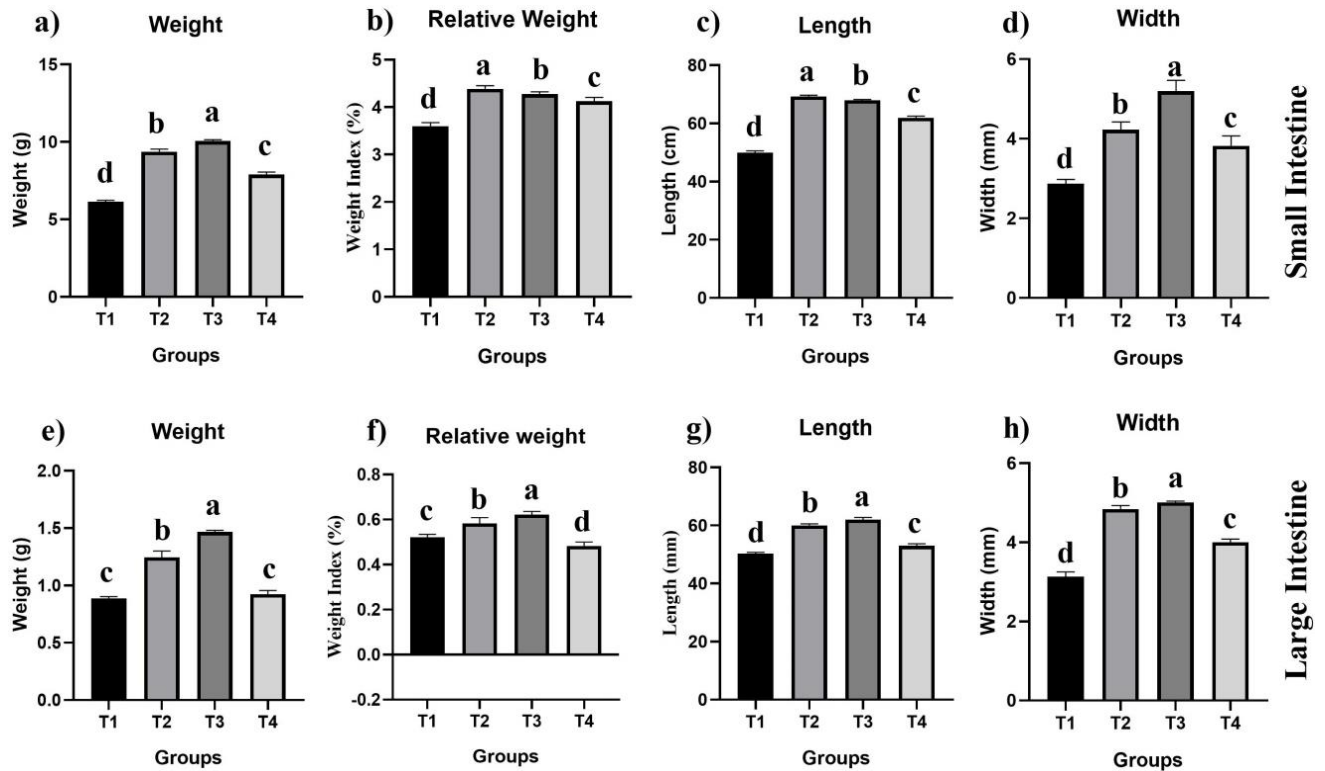 a) Weight
15
10
5
0
Weight (g)
d b a c
T1 T2 T3 T4
Groups
b) Relative Weight
5
4
3
2
1
0
Weight Index (%)
d a b c
T1 T2 T3 T4
Groups
c) Length
80
60
40
20
0
Length (cm)
d a b c
T1 T2 T3 T4
Groups
d) Width
6
4
2
0
Width (mm)
d b a c
T1 T2 T3 T4
Groups
Small Intestine
e) Weight
2.0
1.5
1.0
0.5
0.0
Weight (g)
c b a c
T1 T2 T3 T4
Groups
f) Relative weight
0.8
0.6
0.4
0.2
0.0
-0.2
Weight Index (%)
c b a d
T1 T2 T3 T4
Groups
g) Length
80
60
40
20
0
Length (mm)
d b a c
T1 T2 T3 T4
Groups
h) Width
6
4
2
0
Width (mm)
d b a c
T1 T2 T3 T4
Groups
Large Intestine